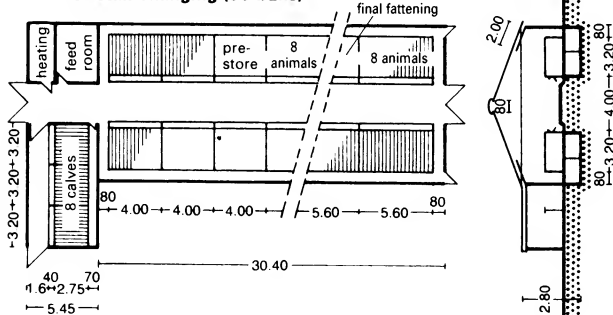 final fattening
heating
feed
room
pre-
store
8
animals
8 animals
8 calves
3 20
3 20
3 20
80
4.00
4.00
4.00
5.60
5.60
80
30.40
40
70
1.6
2.75
5.45
2.00
80
80
3 20
4.00
3.20
80
2.80